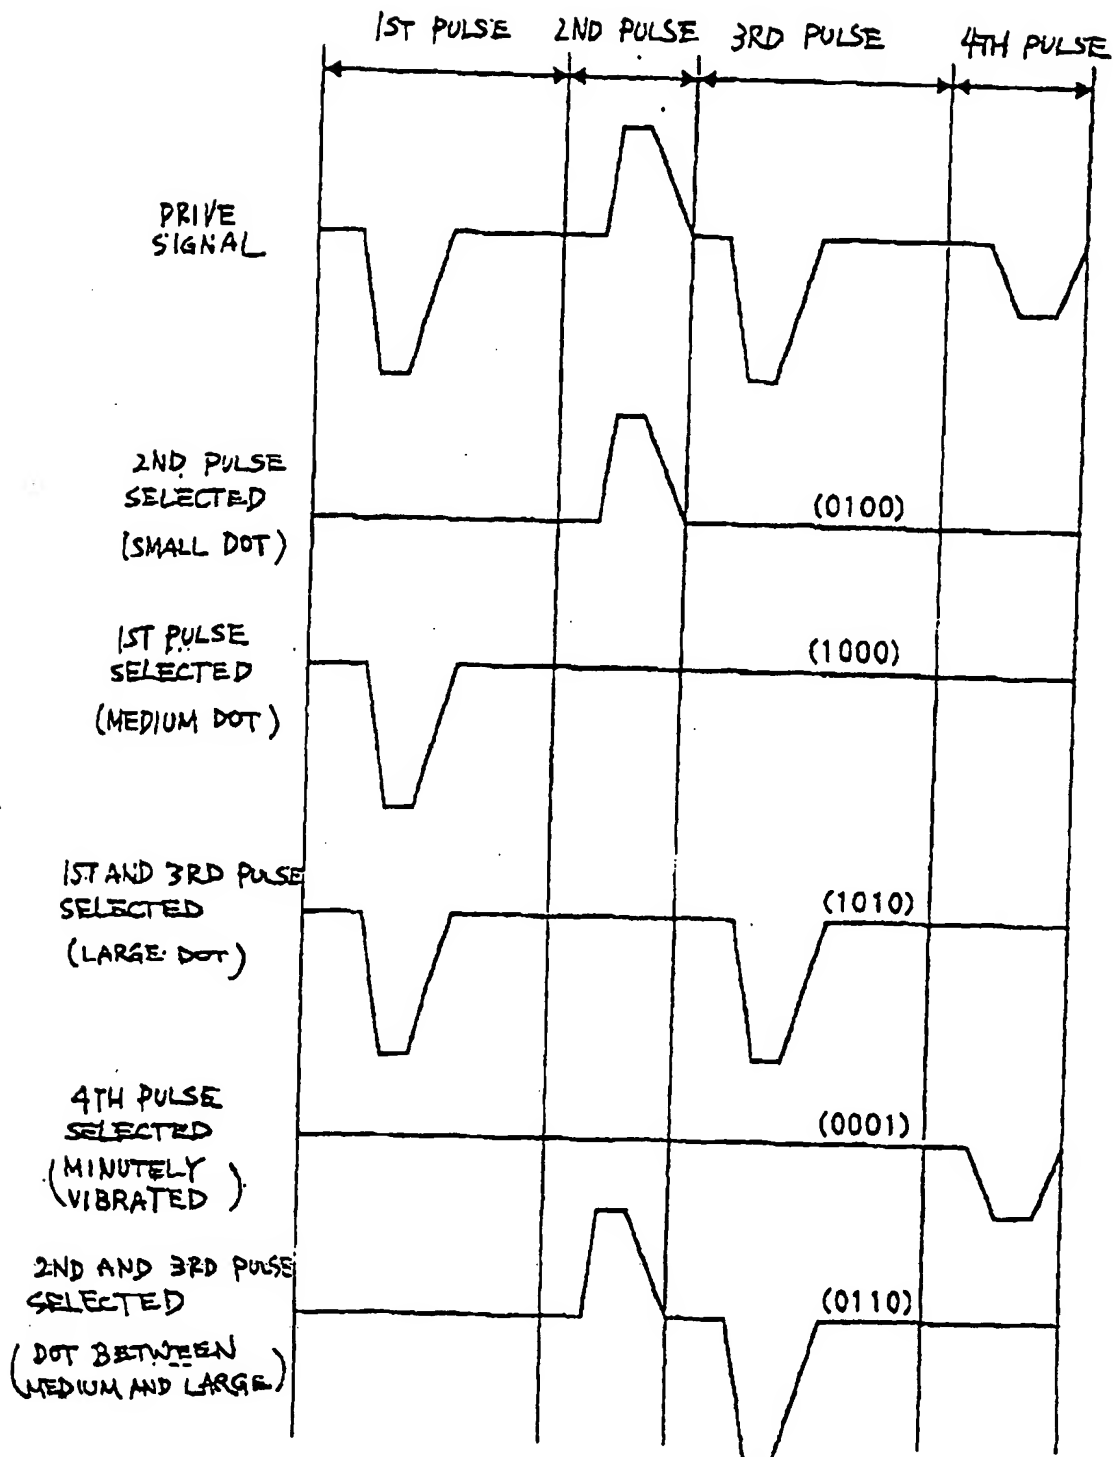 1ST PULSE 2ND PULSE 3RD PULSE 4TH PULSE
DRIVE
SIGNAL
2ND PULSE
SELECTED
(SMALL DOT)
(0100)
1ST PULSE
SELECTED
(MEDIUM DOT)
(1000)
1ST AND 3RD PULSE
SELECTED
(LARGE DOT)
(1010)
4TH PULSE
SELECTED
(MINUTELY
VIBRATED)
(0001)
2ND AND 3RD PULSE
SELECTED
(DOT BETWEEN
MEDIUM AND LARGE)
(0110)